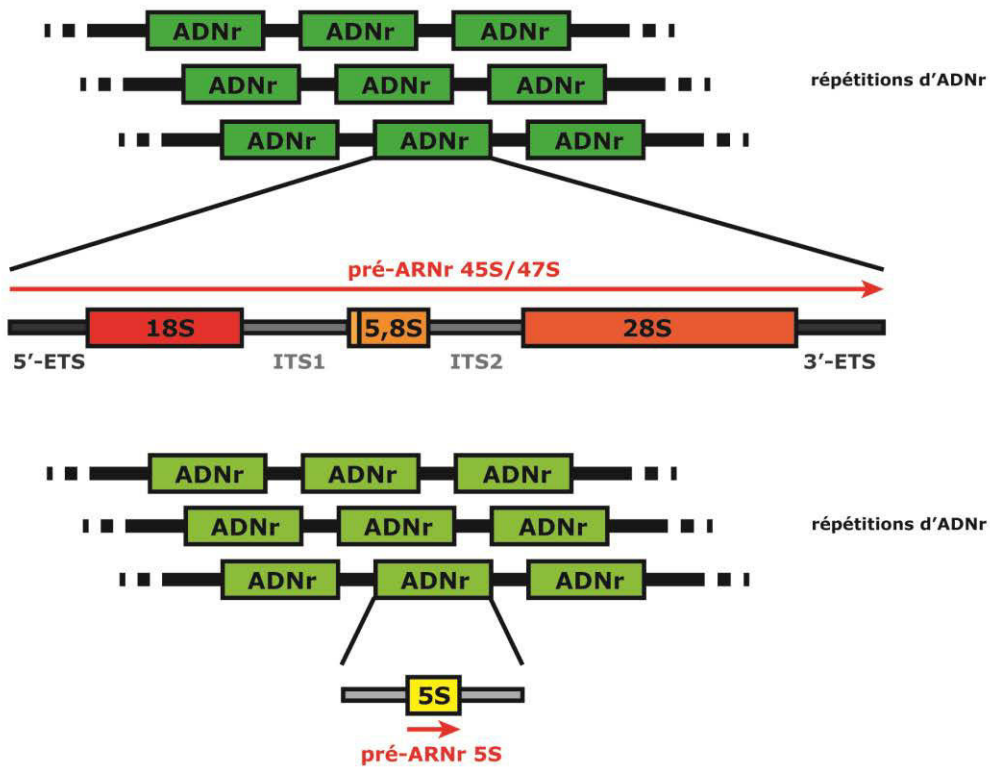 ADNr ADNr ADNr
ADNr ADNr ADNr
répétitions d’ADNr
ADNr ADNr ADNr
pré-ARNr 45S/47S
18S 5,8S 28S
5’-ETS ITS1 ITS2 3’-ETS
ADNr ADNr ADNr
ADNr ADNr ADNr
répétitions d’ADNr
ADNr ADNr ADNr
5S
pré-ARNr 5S